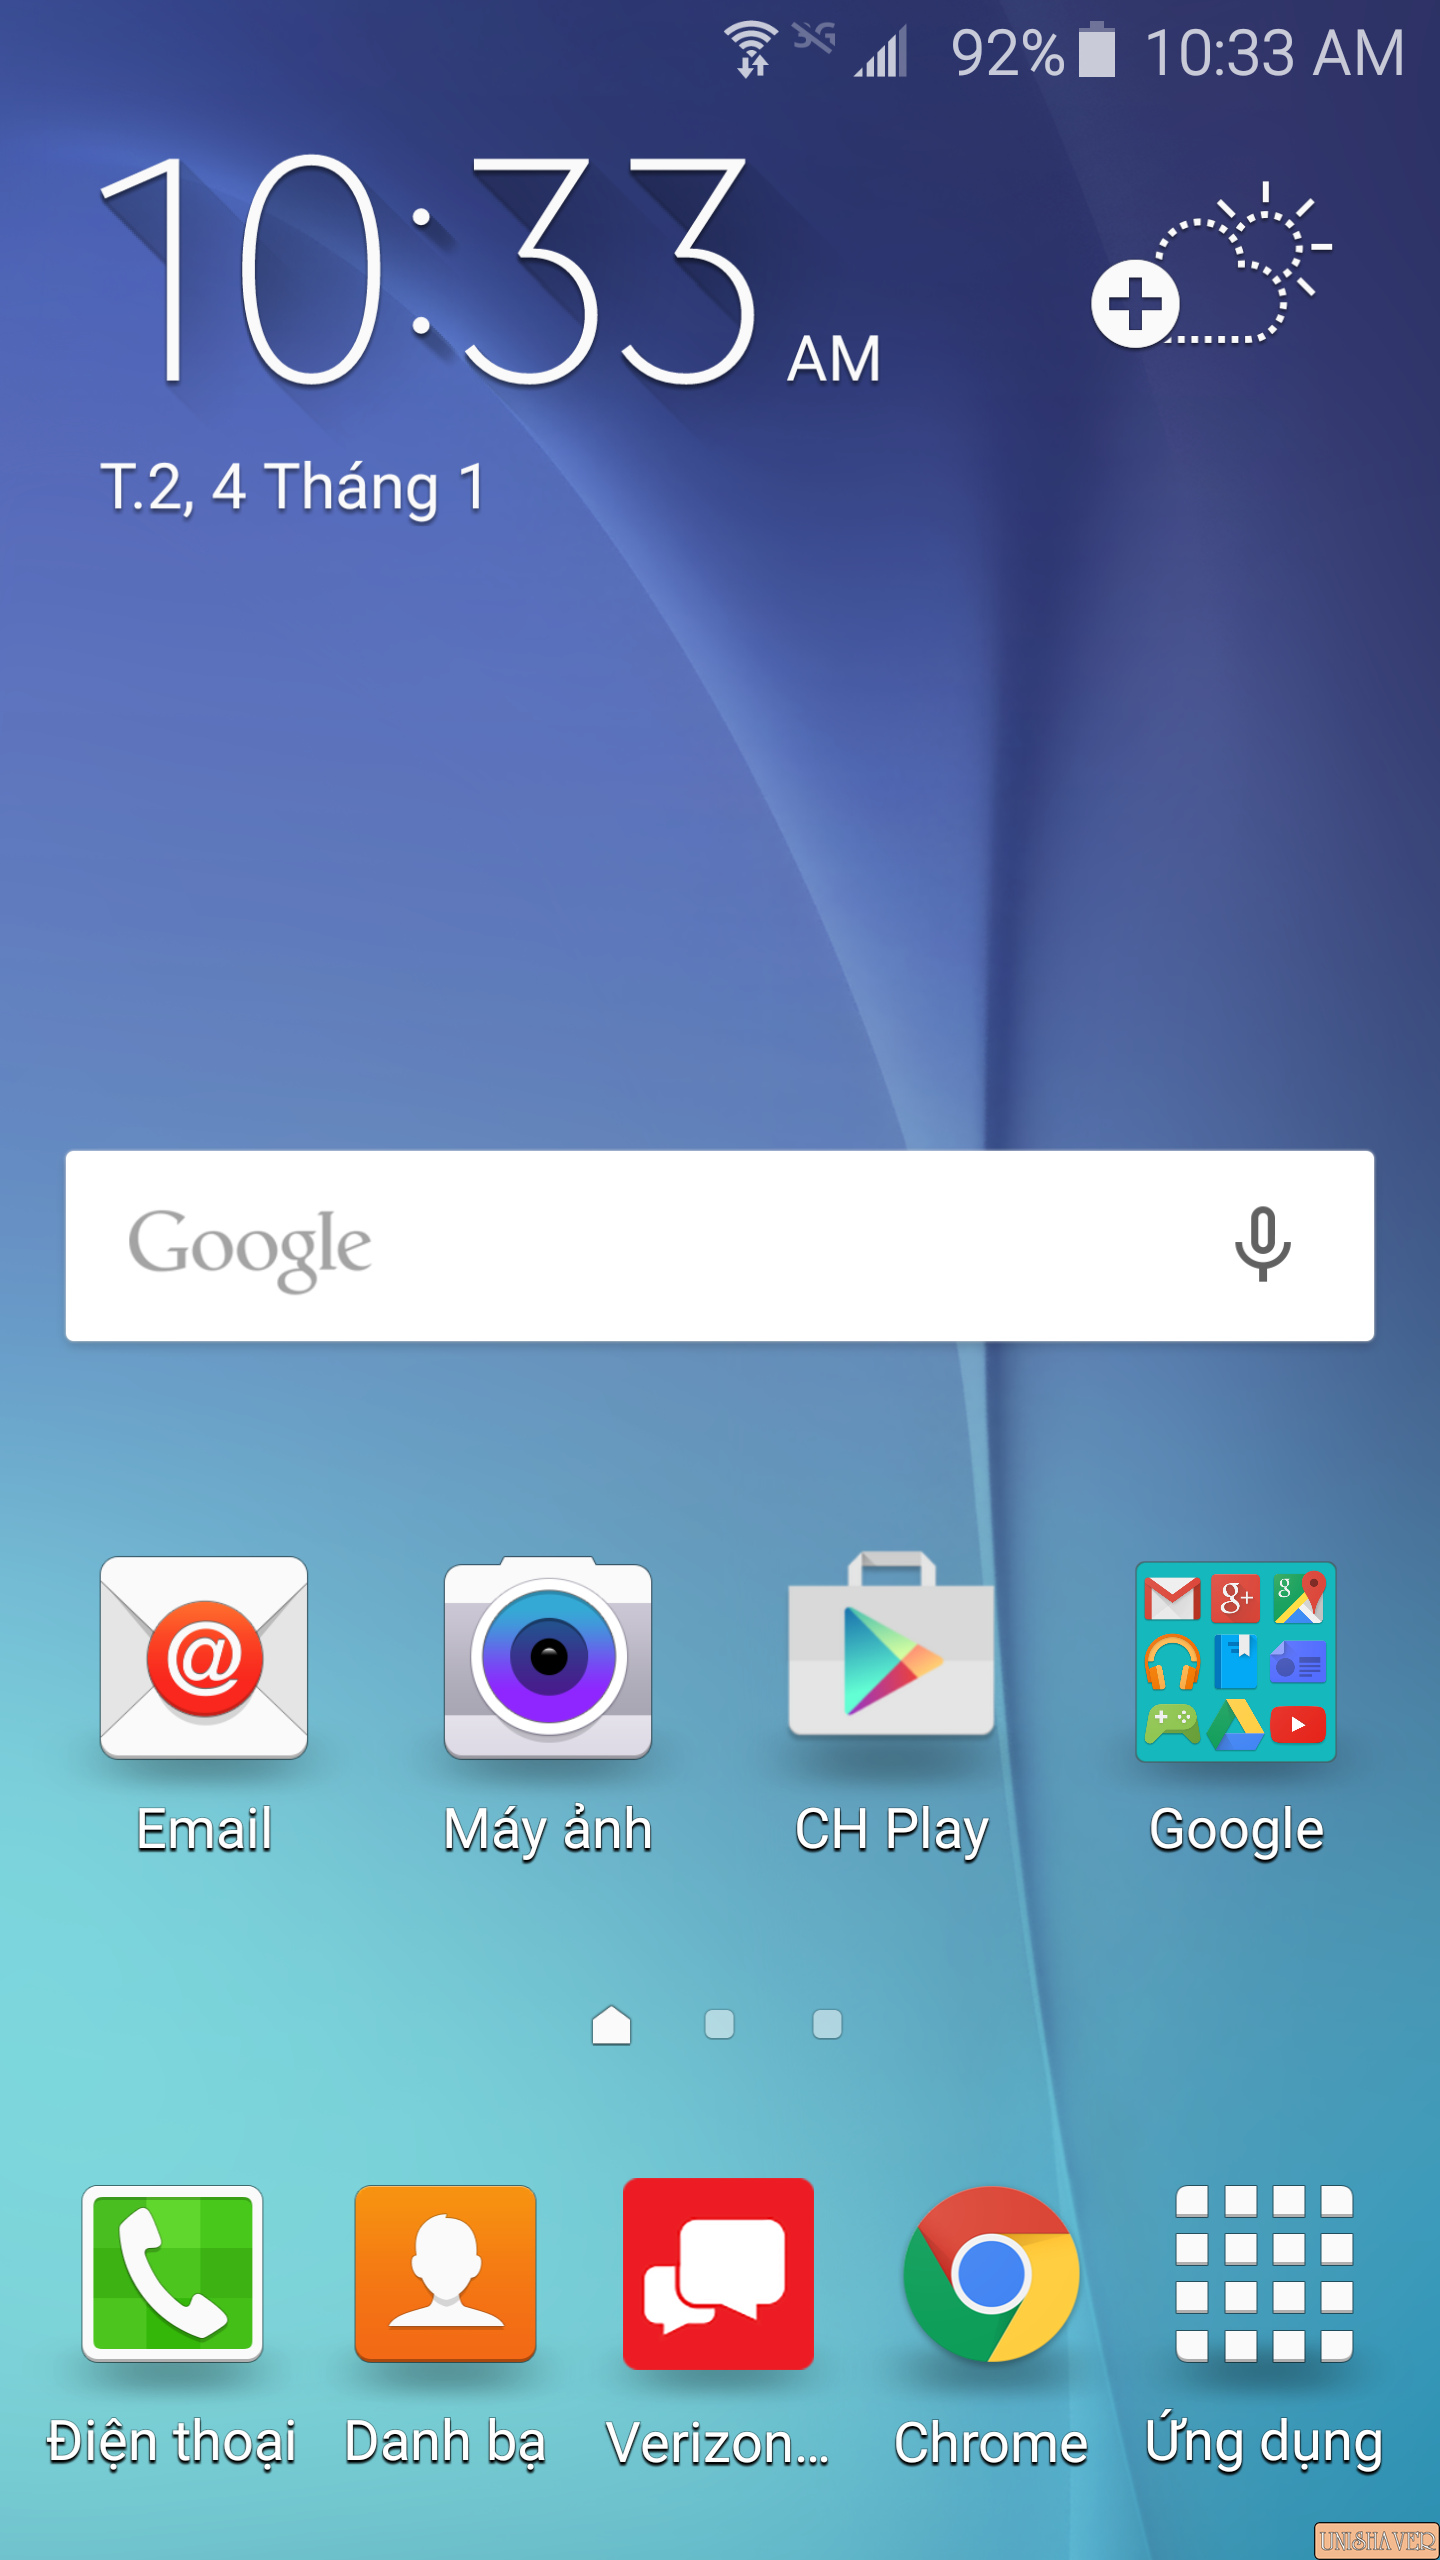 3G 92% 10:33 AM
10:33 AM
T.2, 4 Tháng 1
Google
Email
Máy ảnh
CH Play
Google
Điện thoại
Danh bạ
Verizon...
Chrome
Ứng dụng
UNISHAVER